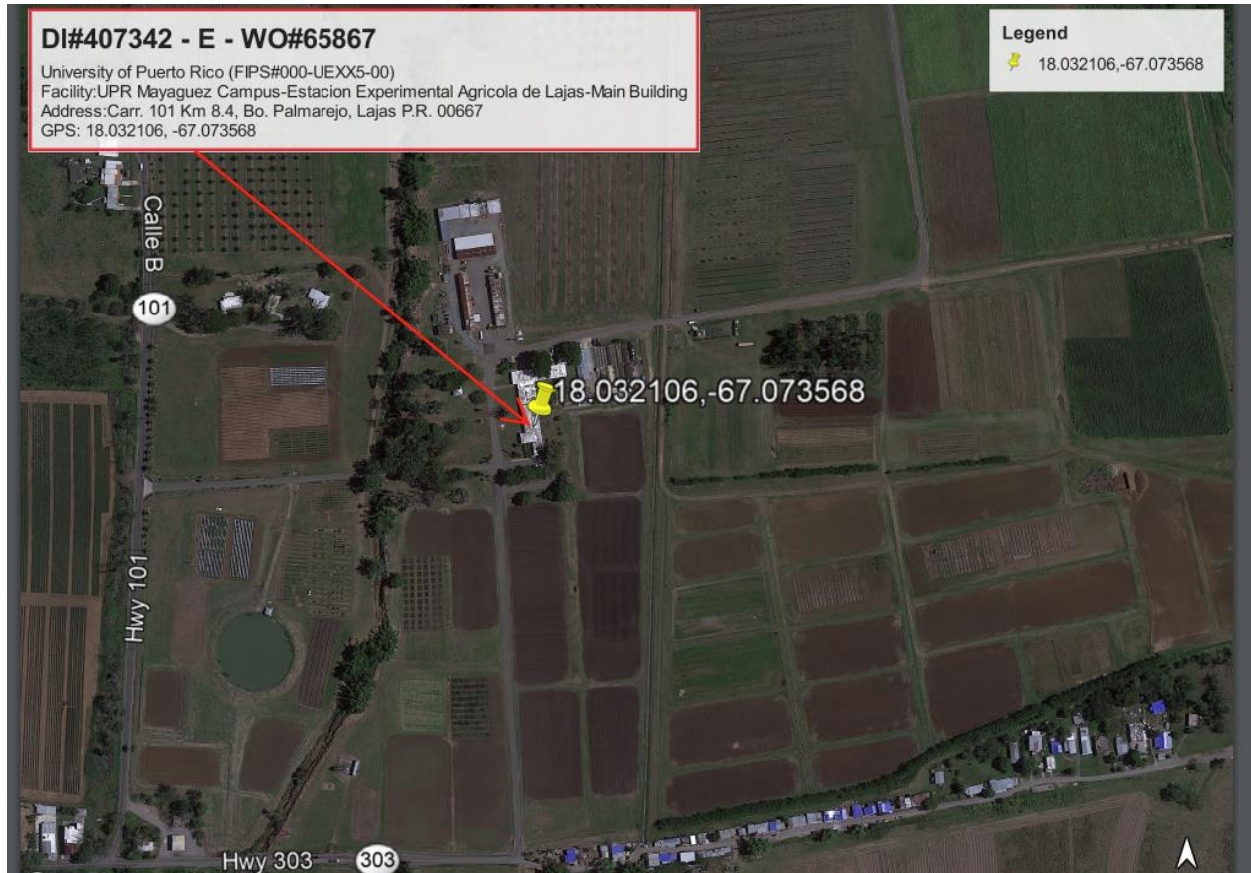 DI#407342 - E - WO#65867
University of Puerto Rico (FIPS#000-UEXX5-00)
Facility:UPR Mayaguez Campus-Estacion Experimental Agricola de Lajas-Main Building
Address:Carr. 101 Km 8.4, Bo. Palmarejo, Lajas P.R. 00667
GPS: 18.032106, -67.073568
Legend
18.032106,-67.073568
Calle B
101
18.032106,-67.073568
Hwy 101
Hwy 303
303